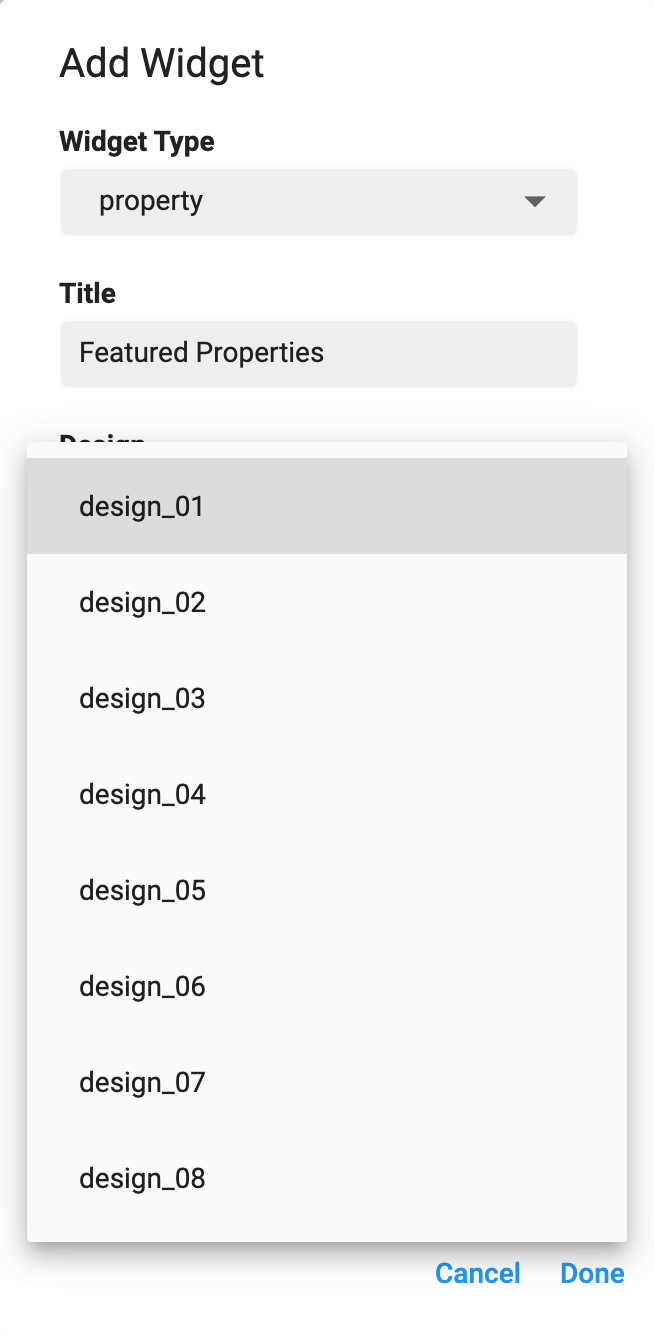 Add Widget
Widget Type
property
Title
Featured Properties
Design
design_01
design_02
design_03
design_04
design_05
design_06
design_07
design_08
Cancel Done